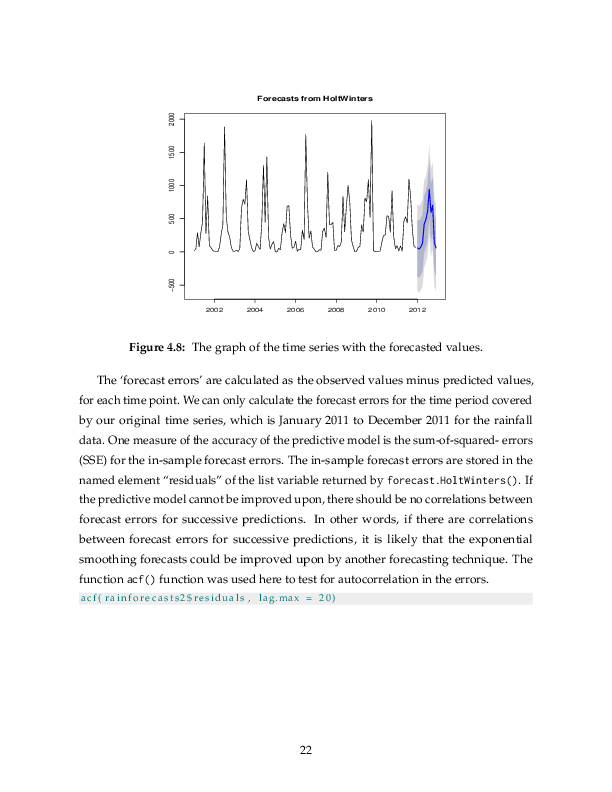 Forecasts from HoltWinters
2000
1500
1000
500
0
−500
2002 2004 2006 2008 2010 2012
Figure 4.8: The graph of the time series with the forecasted values.
The ‘forecast errors’ are calculated as the observed values minus predicted values,
for each time point. We can only calculate the forecast errors for the time period covered
by our original time series, which is January 2011 to December 2011 for the rainfall
data. One measure of the accuracy of the predictive model is the sum-of-squared- errors
(SSE) for the in-sample forecast errors. The in-sample forecast errors are stored in the
named element “residuals” of the list variable returned by forecast.HoltWinters(). If
the predictive model cannot be improved upon, there should be no correlations between
forecast errors for successive predictions. In other words, if there are correlations
between forecast errors for successive predictions, it is likely that the exponential
smoothing forecasts could be improved upon by another forecasting technique. The
function acf() function was used here to test for autocorrelation in the errors.
acf(rainforecasts2$residuals, lag.max = 20)
22